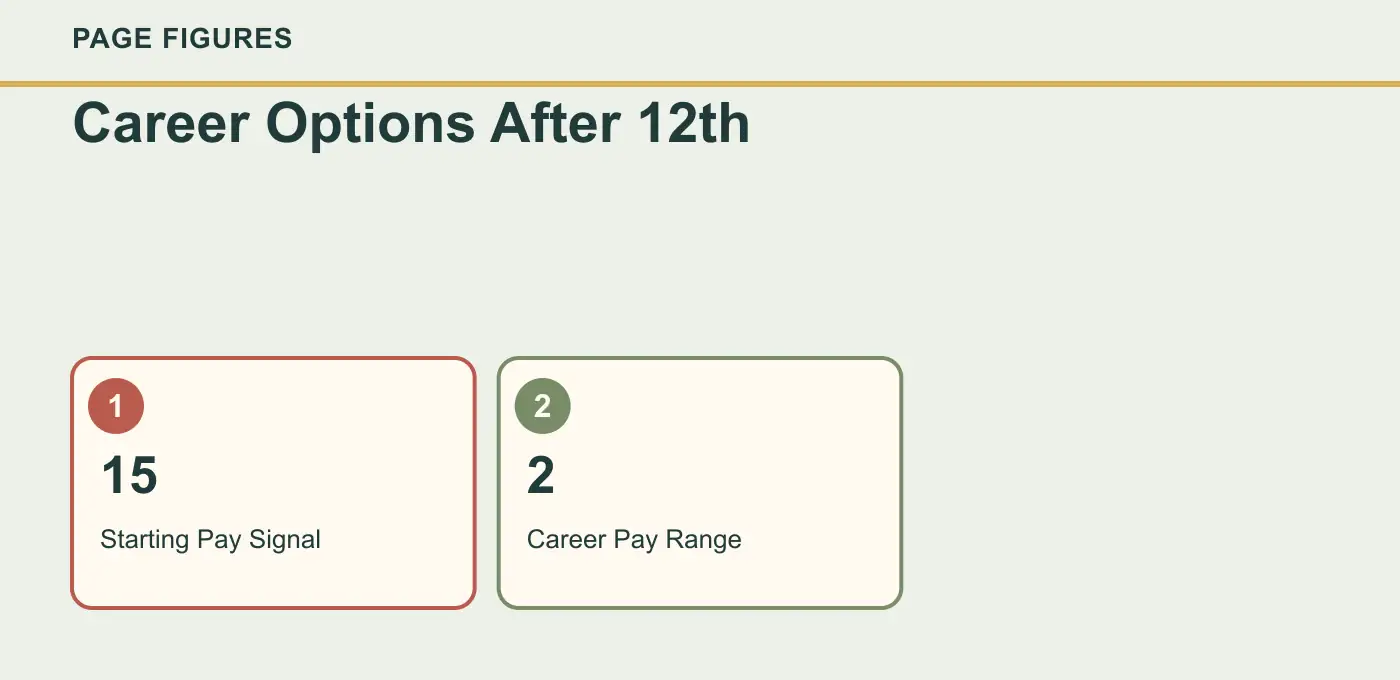 PAGE FIGURES
Career Options After 12th
1
15
Starting Pay Signal
2
2
Career Pay Range